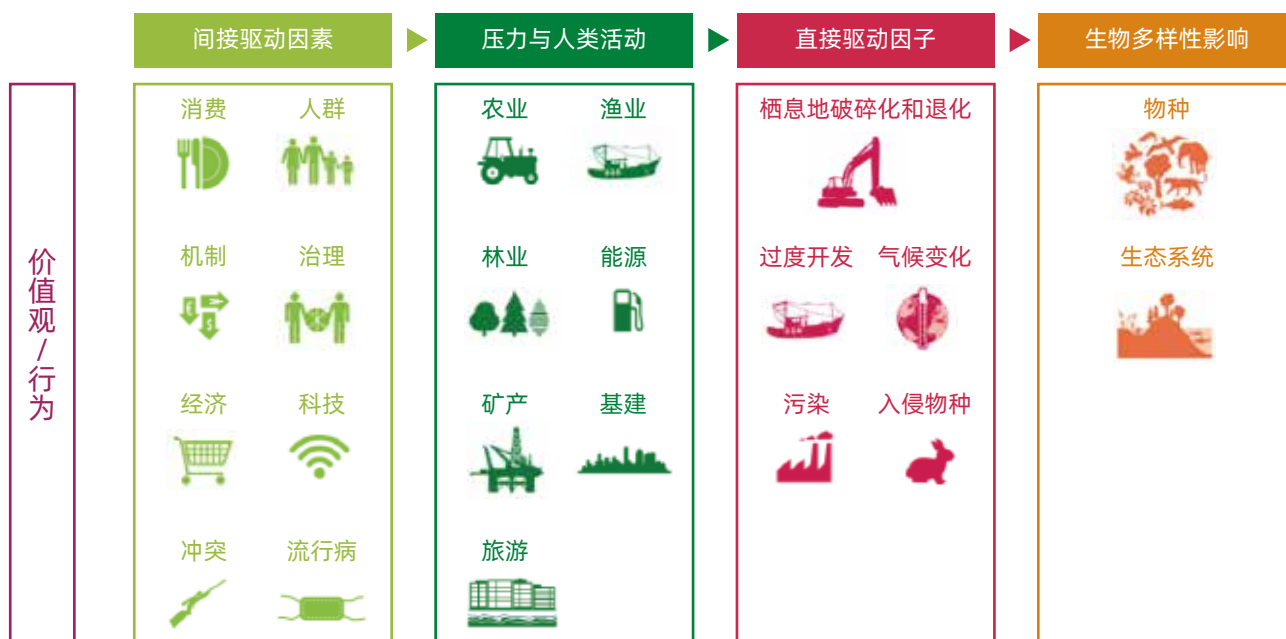 间接驱动因素
压力与人类活动
直接驱动因子
生物多样性影响
价值观/行为
消费
人群
机制
治理
经济
科技
冲突
流行病
农业
渔业
林业
能源
矿产
基建
旅游
栖息地破碎化和退化
过度开发
气候变化
污染
入侵物种
物种
生态系统